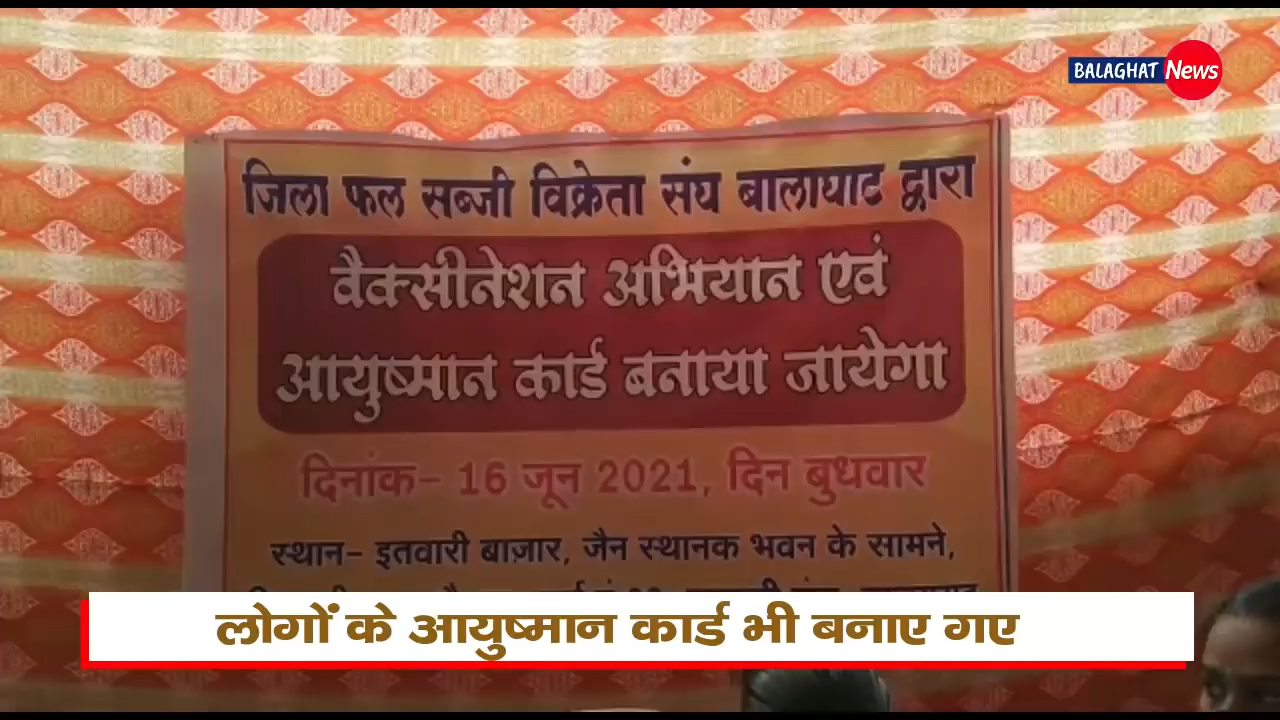 BALAGHAT News
जिला फल सब्जी विक्रेता संघ बालाघाट द्वारा
वैक्सीनेशन अभियान एवं
आयुष्मान कार्ड बनाया जायेगा
दिनांक- 16 जून 2021, दिन बुधवार
स्थान- इतवारी बाज़ार, जैन स्थानक भवन के सामने,
लोगों के आयुष्मान कार्ड भी बनाए गए